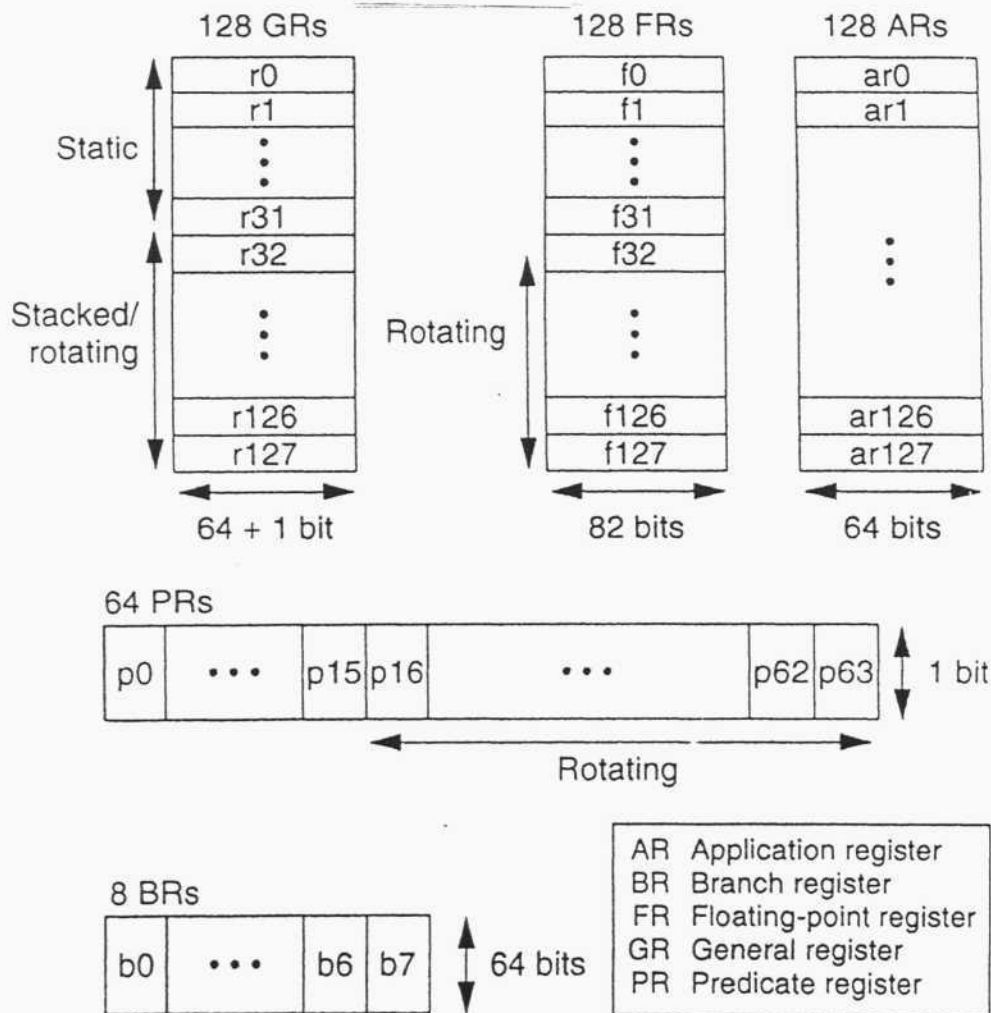 128 GRs
r0
r1
Static
r31
r32
Stacked/
rotating
r126
r127
64 + 1 bit
128 FRs
f0
f1
f31
f32
Rotating
f126
f127
82 bits
128 ARs
ar0
ar1
ar126
ar127
64 bits
64 PRs
p0 ••• p15 p16 ••• p62 p63 1 bit
Rotating
8 BRs
b0 ••• b6 b7 64 bits
AR Application register
BR Branch register
FR Floating-point register
GR General register
PR Predicate register